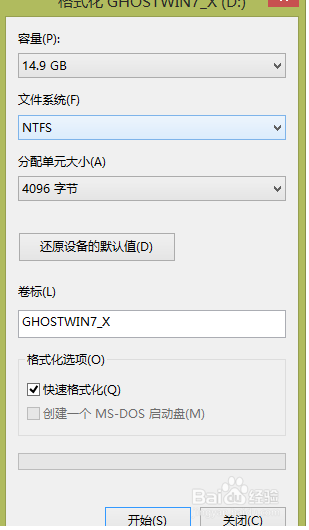 格式化 GHOSTWIN7_X (D:)
容量(P):
14.9 GB
文件系统(F)
NTFS
分配单元大小(A)
4096 字节
还原设备的默认值(D)
卷标(L)
GHOSTWIN7_X
格式化选项(O)
快速格式化(Q)
创建一个 MS-DOS 启动盘(M)
Baidu 经验
开始(S)
关闭(C)